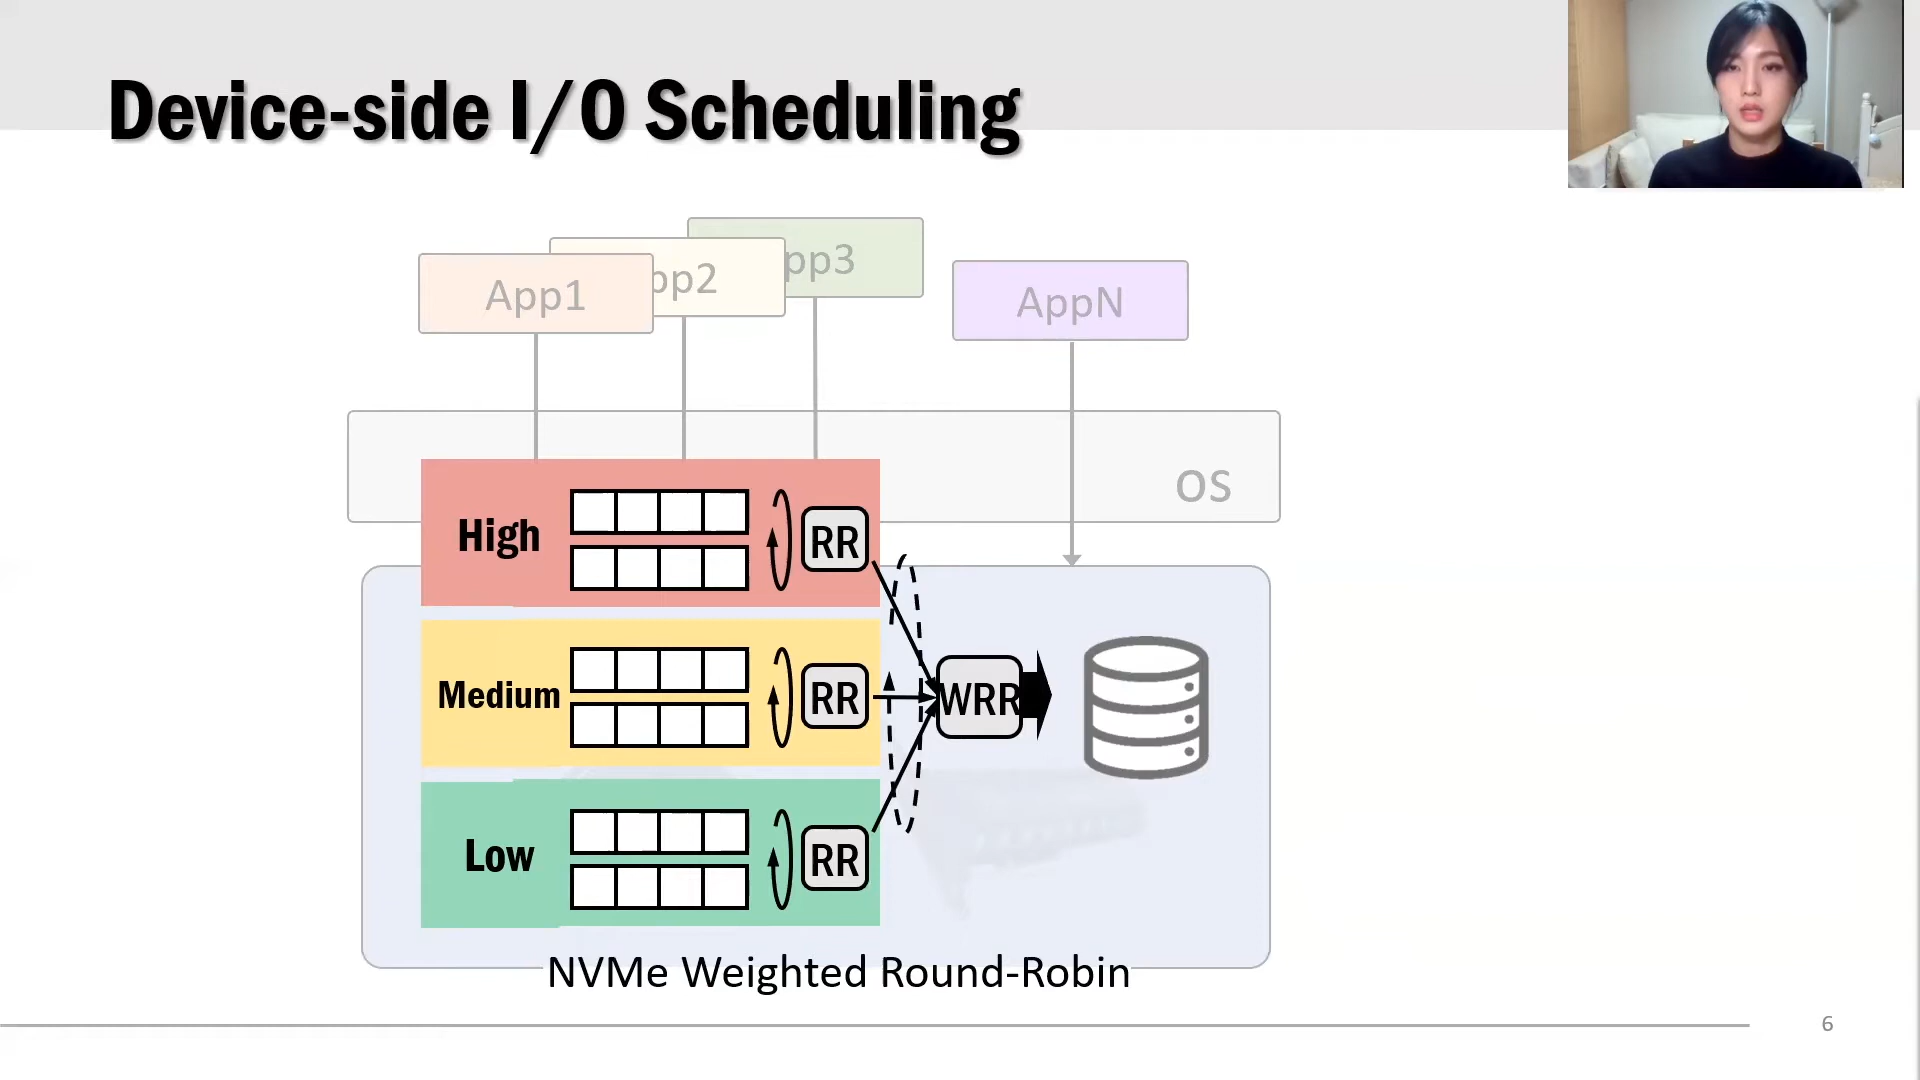 Device-side I/O Scheduling
pp3
pp2
App1
AppN
OS
High
RR
Medium
RR
WRR
Low
RR
NVMe Weighted Round-Robin
6